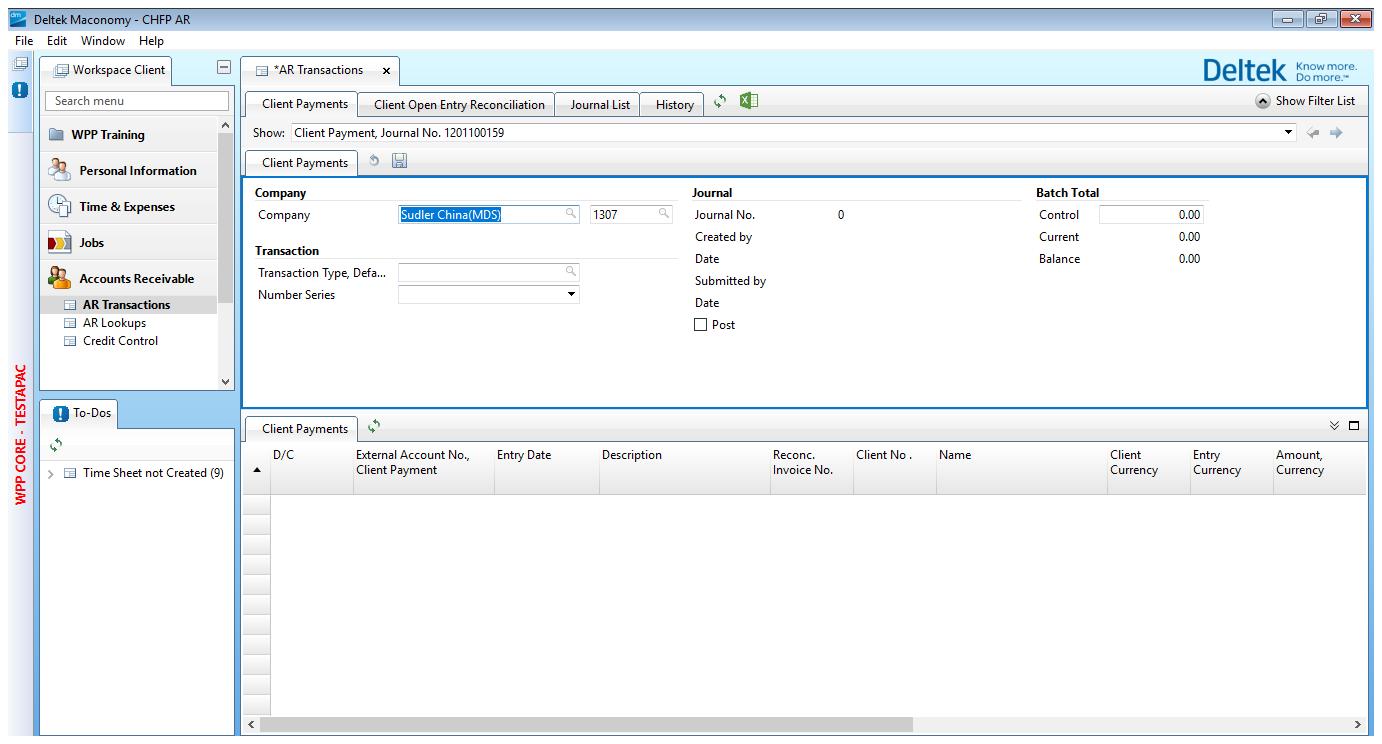 dm
Deltek Maconomy - CHFP AR
File Edit Window Help
WPP CORE - TESTAPAC
Workspace Client
Search menu
WPP Training
Personal Information
Time & Expenses
Jobs
Accounts Receivable
AR Transactions
AR Lookups
Credit Control
To-Dos
Time Sheet not Created (9)
*AR Transactions x
Deltek Know more.
Do more.™
Client Payments Client Open Entry Reconciliation Journal List History
Show Filter List
Show: Client Payment, Journal No. 1201100159
Client Payments
Company
Company Sudler China(MDS) 1307
Transaction
Transaction Type, Defa...
Number Series
Journal
Journal No. 0
Created by
Date
Submitted by
Date
Post
Batch Total
Control 0.00
Current 0.00
Balance 0.00
Client Payments
D/C External Account No., Entry Date Description Reconc. Client No . Name Client Entry Amount,
Client Payment Invoice No. Currency Currency Currency